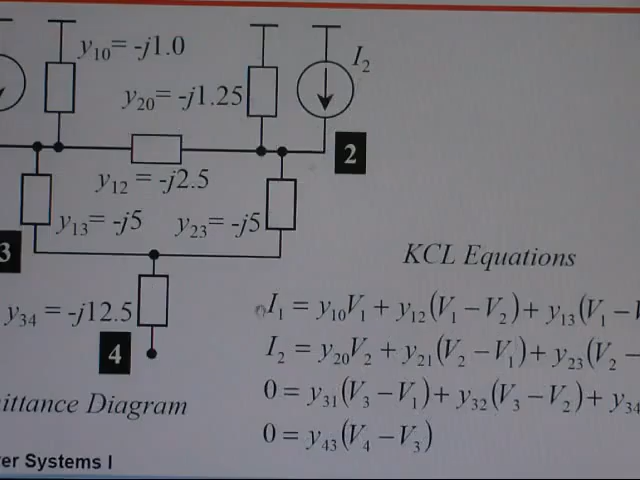 y10 = -j1.0
I2
y20 = -j1.25
2
y12 = -j2.5
y13 = -j5
y23 = -j5
3
KCL Equations
y34 = -j12.5
4
I1 = y10V1 + y12(V1 − V2) + y13(V1 −
I2 = y20V2 + y21(V2 − V1) + y23(V2 −
0 = y31(V3 − V1) + y32(V3 − V2) + y34
0 = y43(V4 − V3)
ittance Diagram
er Systems I